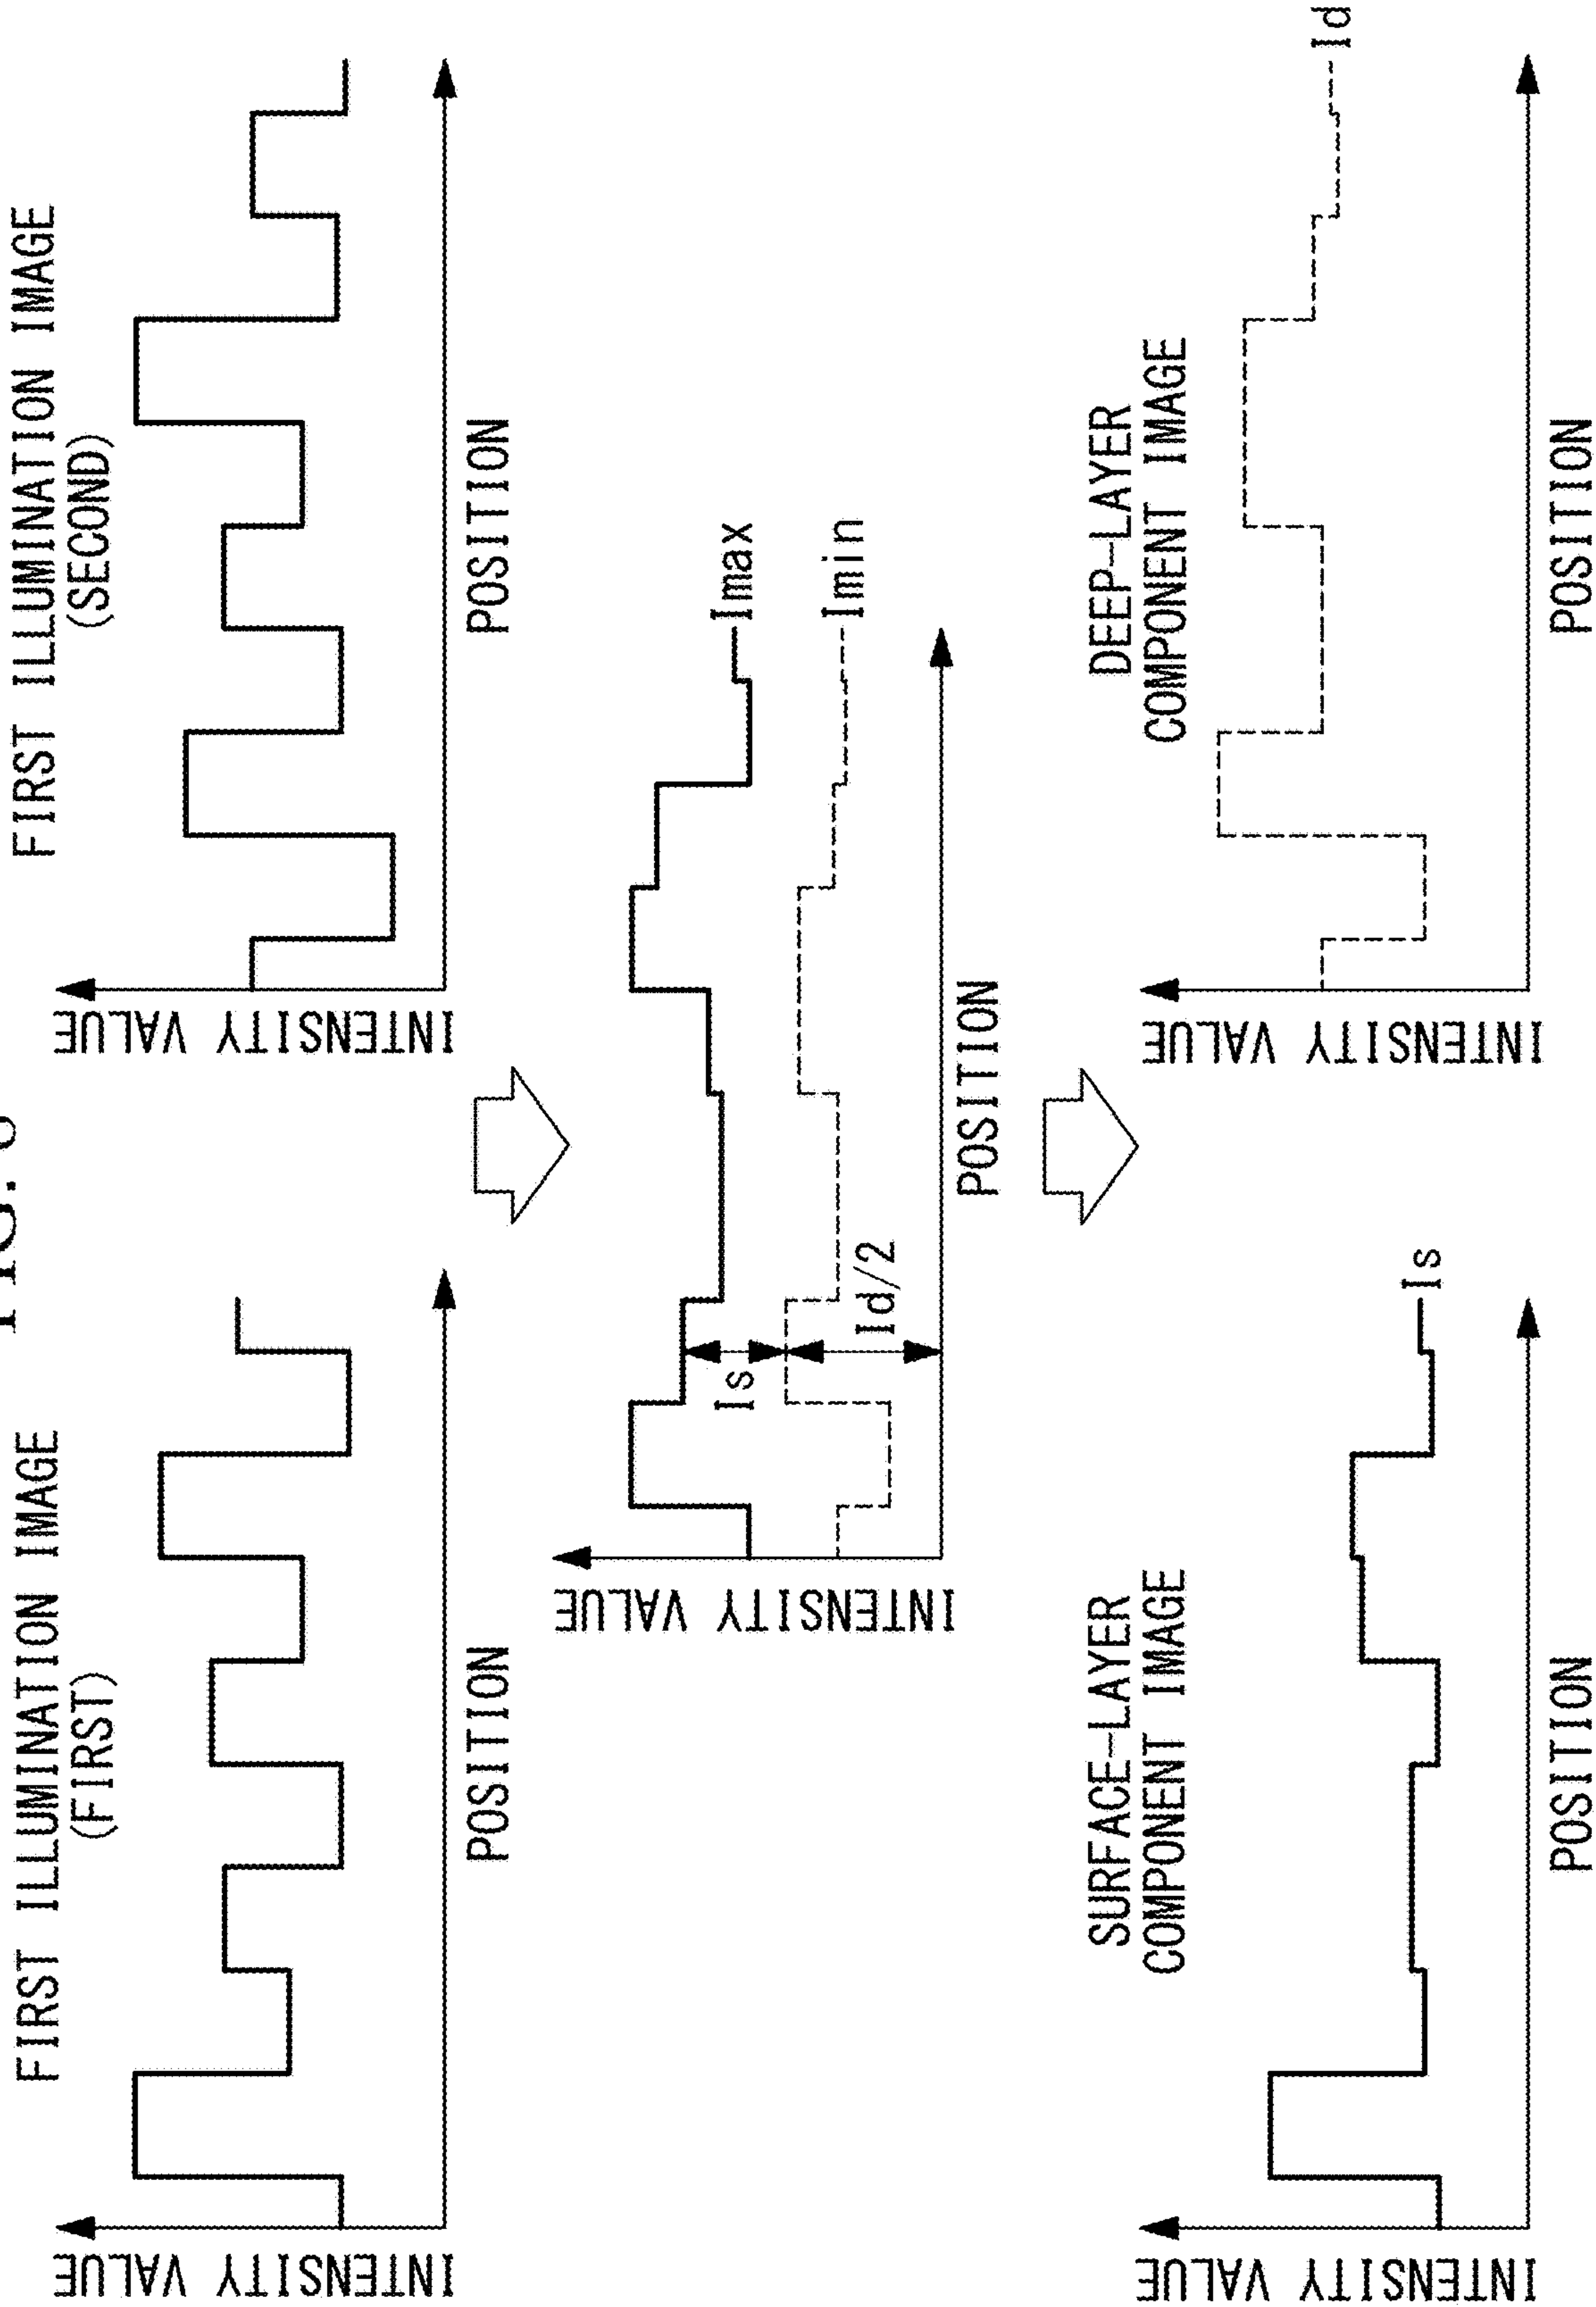 FIG.
FIRST ILLUMINATION IMAGE
(FIRST)
INTENSITY VALUE
POSITION
FIRST ILLUMINATION IMAGE
(SECOND)
INTENSITY VALUE
POSITION
INTENSITY VALUE
Imax
Imin
Is
Id/2
POSITION
SURFACE-LAYER
COMPONENT IMAGE
INTENSITY VALUE
Is
POSITION
DEEP-LAYER
COMPONENT IMAGE
INTENSITY VALUE
Id
POSITION